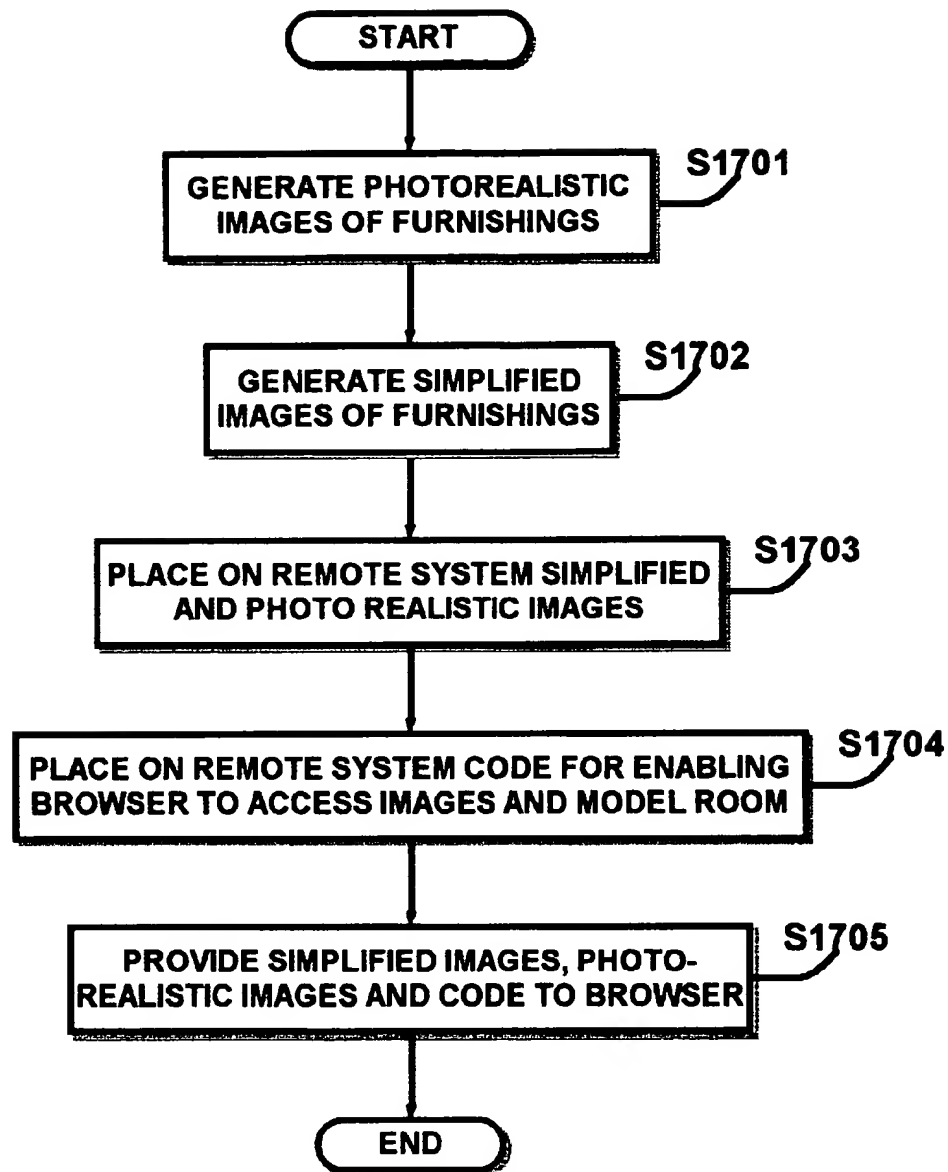 START
S1701
GENERATE PHOTOREALISTIC
IMAGES OF FURNISHINGS
S1702
GENERATE SIMPLIFIED
IMAGES OF FURNISHINGS
S1703
PLACE ON REMOTE SYSTEM SIMPLIFIED
AND PHOTO REALISTIC IMAGES
S1704
PLACE ON REMOTE SYSTEM CODE FOR ENABLING
BROWSER TO ACCESS IMAGES AND MODEL ROOM
S1705
PROVIDE SIMPLIFIED IMAGES, PHOTO-
REALISTIC IMAGES AND CODE TO BROWSER
END